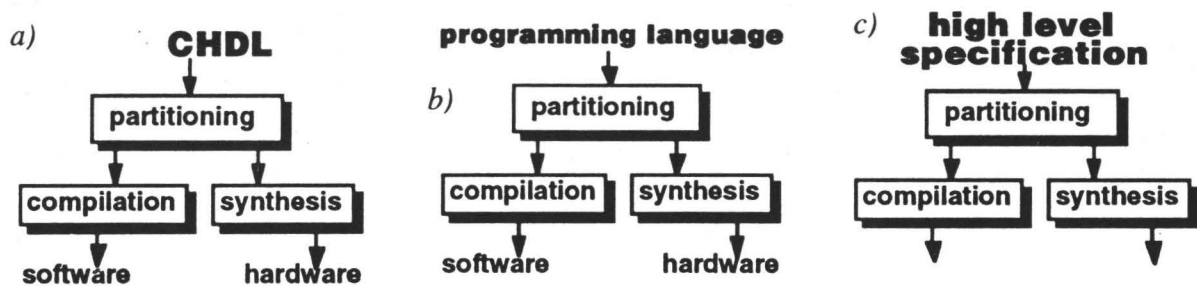 a)
CHDL
partitioning
compilation
synthesis
software
hardware
programming language
b)
partitioning
compilation
synthesis
software
hardware
c)
high level
specification
partitioning
compilation
synthesis